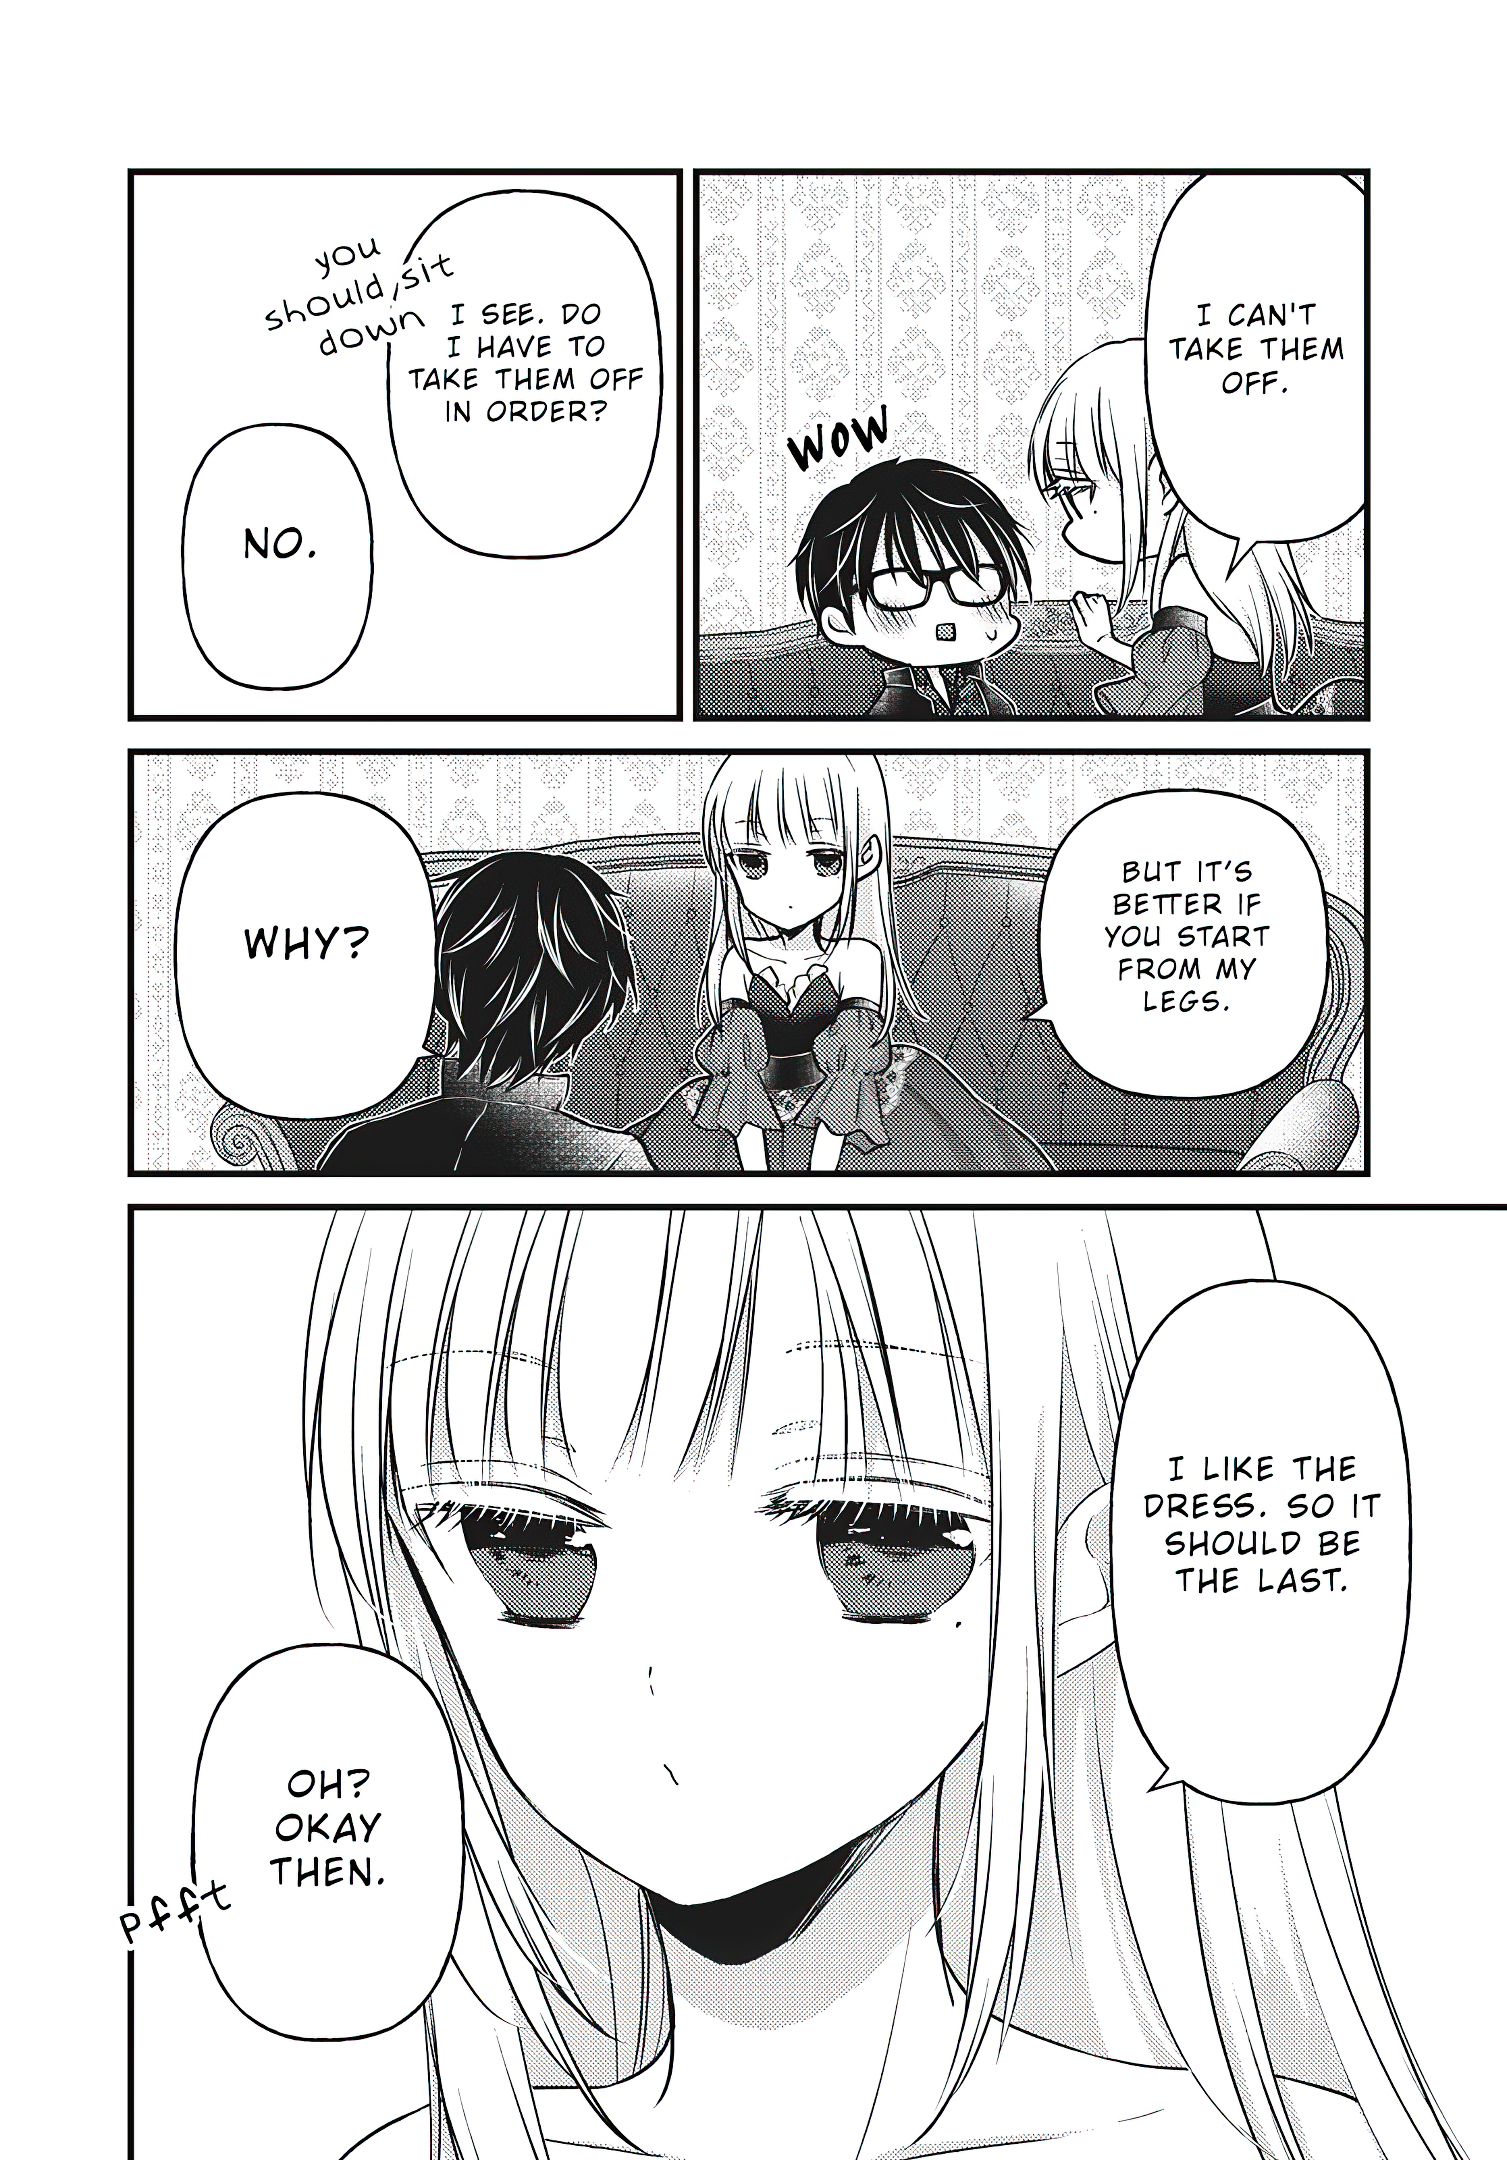 I CAN'T
TAKE THEM
OFF.
WOW
I SEE. DO
I HAVE TO
TAKE THEM OFF
IN ORDER?
you
should sit
down
NO.
BUT IT'S
BETTER IF
YOU START
FROM MY
LEGS.
WHY?
I LIKE THE
DRESS. SO IT
SHOULD BE
THE LAST.
OH?
OKAY
THEN.
pfft